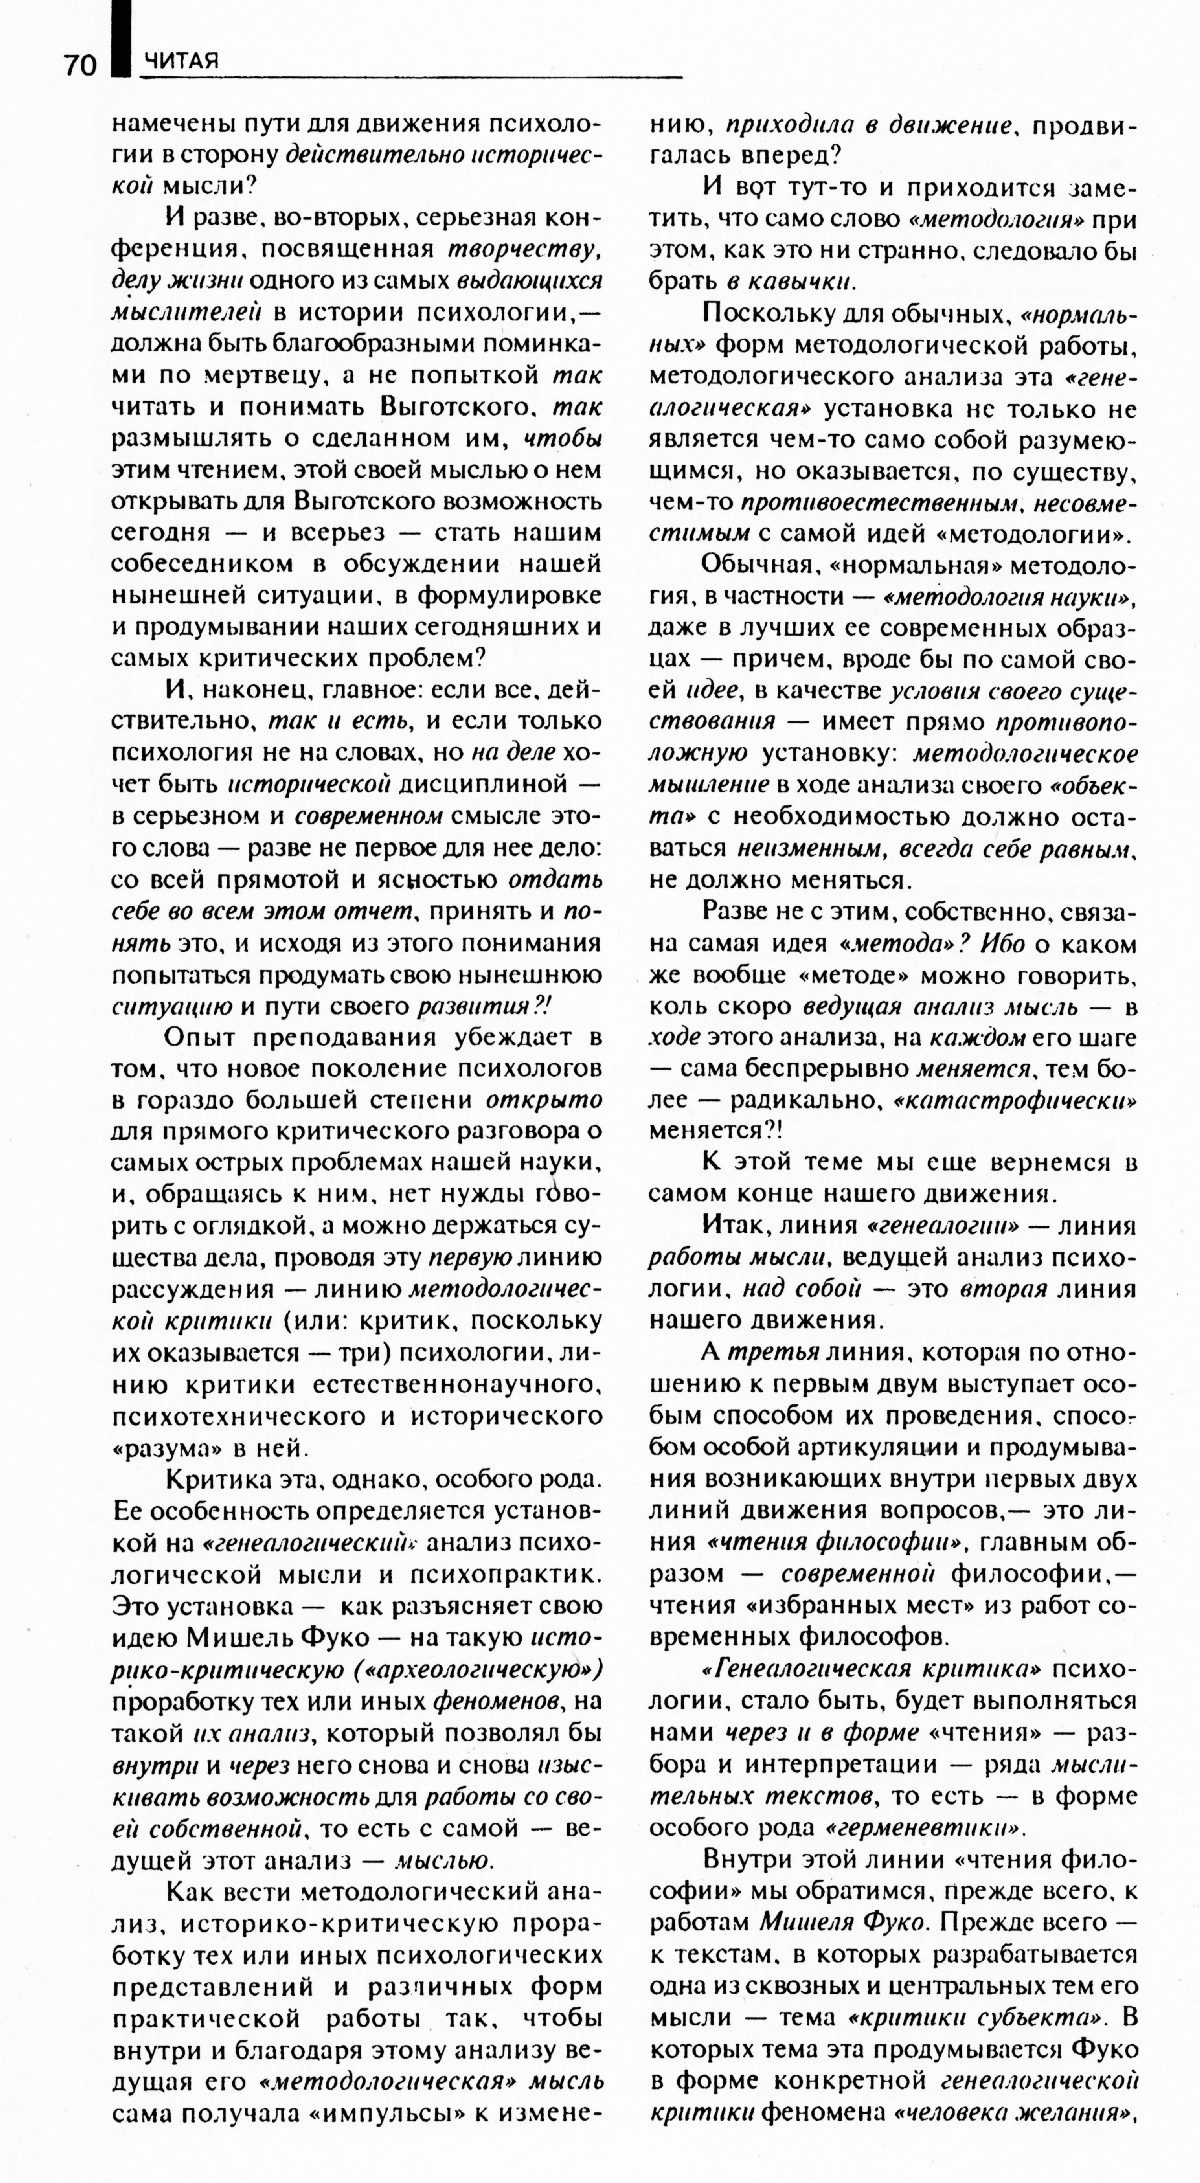 70
ЧИТАЯ
намечены пути для движения психоло-
гии в сторону действительно историчес-
кой мысли?
И разве, во-вторых, серьезная кон-
ференция, посвященная творчеству,
делу жизни одного из самых выдающихся
мыслителей в истории психологии,—
должна быть благообразными поминка-
ми по мертвецу, а не попыткой так
читать и понимать Выготского, так
размышлять о сделанном им, чтобы
этим чтением, этой своей мыслью о нем
открывать для Выготского возможность
сегодня — и всерьез — стать нашим
собеседником в обсуждении нашей
нынешней ситуации, в формулировке
и продумывании наших сегодняшних и
самых критических проблем?
И, наконец, главное: если все, дей-
ствительно, так и есть, и если только
психология не на словах, но на деле хо-
чет быть исторической дисциплиной —
в серьезном и современном смысле это-
го слова — разве не первое для нее дело:
со всей прямотой и ясностью отдать
себе во всем этом отчет, принять и по-
нять это, и исходя из этого понимания
попытаться продумать свою нынешнюю
ситуацию и пути своего развития?!
Опыт преподавания убеждает в
том, что новое поколение психологов
в гораздо большей степени открыто
для прямого критического разговора о
самых острых проблемах нашей науки,
и, обращаясь к ним, нет нужды гово-
рить с оглядкой, а можно держаться су-
щества дела, проводя эту первую линию
рассуждения — линию методологичес-
кой критики (или: критик, поскольку
их оказывается — три) психологии, ли-
нию критики естественнонаучного,
психотехнического и исторического
«разума» в ней.
Критика эта, однако, особого рода.
Ее особенность определяется установ-
кой на «генеалогический» анализ психо-
логической мысли и психопрактик.
Это установка — как разъясняет свою
идею Мишель Фуко — на такую исто-
рико-критическую («археологическую»)
проработку тех или иных феноменов, на
такой их анализ, который позволял бы
внутри и через него снова и снова изыс-
кивать возможность для работы со сво-
ей собственной, то есть с самой — ве-
дущей этот анализ — мыслью.
Как вести методологический ана-
лиз, историко-критическую прора-
ботку тех или иных психологических
представлений и различных форм
практической работы так, чтобы
внутри и благодаря этому анализу ве-
дущая его «методологическая» мысль
сама получала «импульсы» к измене-
нию, приходила в движение, продви-
галась вперед?
И вот тут-то и приходится заме-
тить, что само слово «методология» при
этом, как это ни странно, следовало бы
брать в кавычки.
Поскольку для обычных, «нормаль-
ных» форм методологической работы,
методологического анализа эта «гене-
алогическая» установка не только не
является чем-то само собой разумею-
щимся, но оказывается, по существу,
чем-то противоестественным, несовме-
стимым с самой идей «методологии».
Обычная, «нормальная» методоло-
гия, в частности — «методология науки»,
даже в лучших ее современных образ-
цах — причем, вроде бы по самой сво-
ей идее, в качестве условия своего суще-
ствования — имеет прямо противопо-
ложную установку: методологическое
мышление в ходе анализа своего «объек-
та» с необходимостью должно оста-
ваться неизменным, всегда себе равным,
не должно меняться.
Разве не с этим, собственно, связа-
на самая идея «метода»? Ибо о каком
же вообще «методе» можно говорить,
коль скоро ведущая анализ мысль — в
ходе этого анализа, на каждом его шаге
— сама беспрерывно меняется, тем бо-
лее — радикально, «катастрофически»
меняется?!
К этой теме мы еще вернемся в
самом конце нашего движения.
Итак, линия «генеалогии» — линия
работы мысли, ведущей анализ психо-
логии, над собой — это вторая линия
нашего движения.
А третья линия, которая по отно-
шению к первым двум выступает осо-
бым способом их проведения, спосо-
бом особой артикуляции и продумыва-
ния возникающих внутри первых двух
линий движения вопросов,— это ли-
ния «чтения философии», главным об-
разом — современной философии,—
чтения «избранных мест» из работ со-
временных философов.
«Генеалогическая критика» психо-
логии, стало быть, будет выполняться
нами через и в форме «чтения» — раз-
бора и интерпретации — ряда мысли-
тельных текстов, то есть — в форме
особого рода «герменевтики».
Внутри этой линии «чтения фило-
софии» мы обратимся, прежде всего, к
работам Мишеля Фуко. Прежде всего —
к текстам, в которых разрабатывается
одна из сквозных и центральных тем его
мысли — тема «критики субъекта». В
которых тема эта продумывается Фуко
в форме конкретной генеалогической
критики феномена «человека желания»,